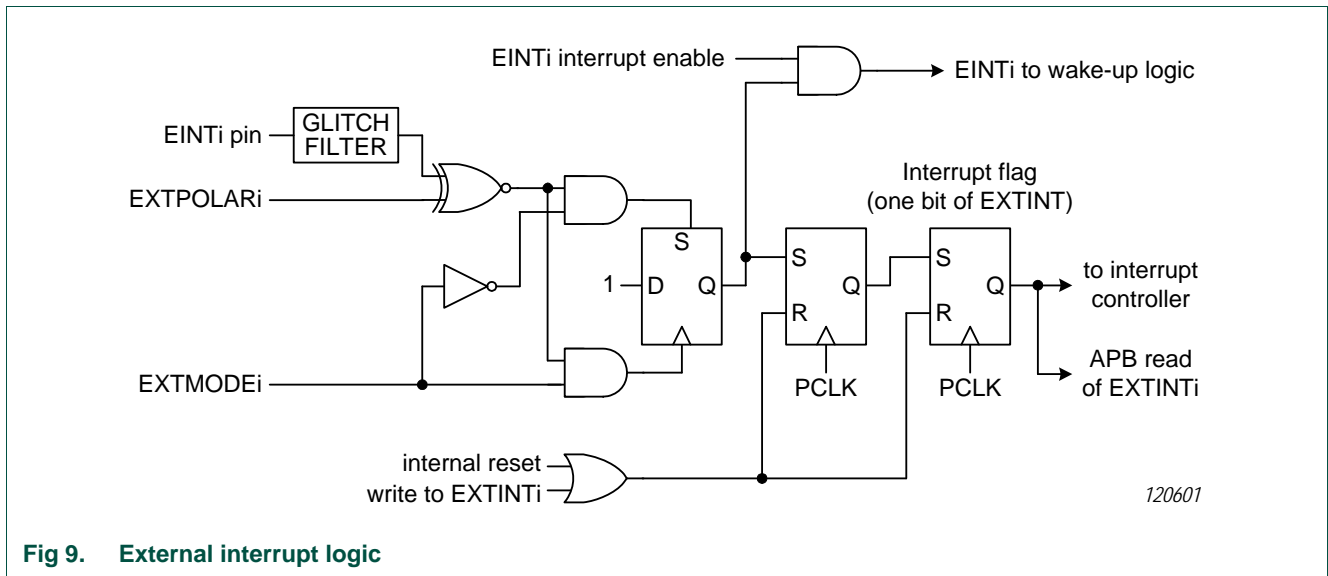 EINTi interrupt enable
EINTi to wake-up logic
EINTi pin
GLITCH
FILTER
EXTPOLARi
Interrupt flag
(one bit of EXTINT)
S
1
D
Q
S
R
Q
S
R
Q
to interrupt
controller
EXTMODEi
PCLK
PCLK
APB read
of EXTINTi
internal reset
write to EXTINTi
120601
Fig 9. External interrupt logic